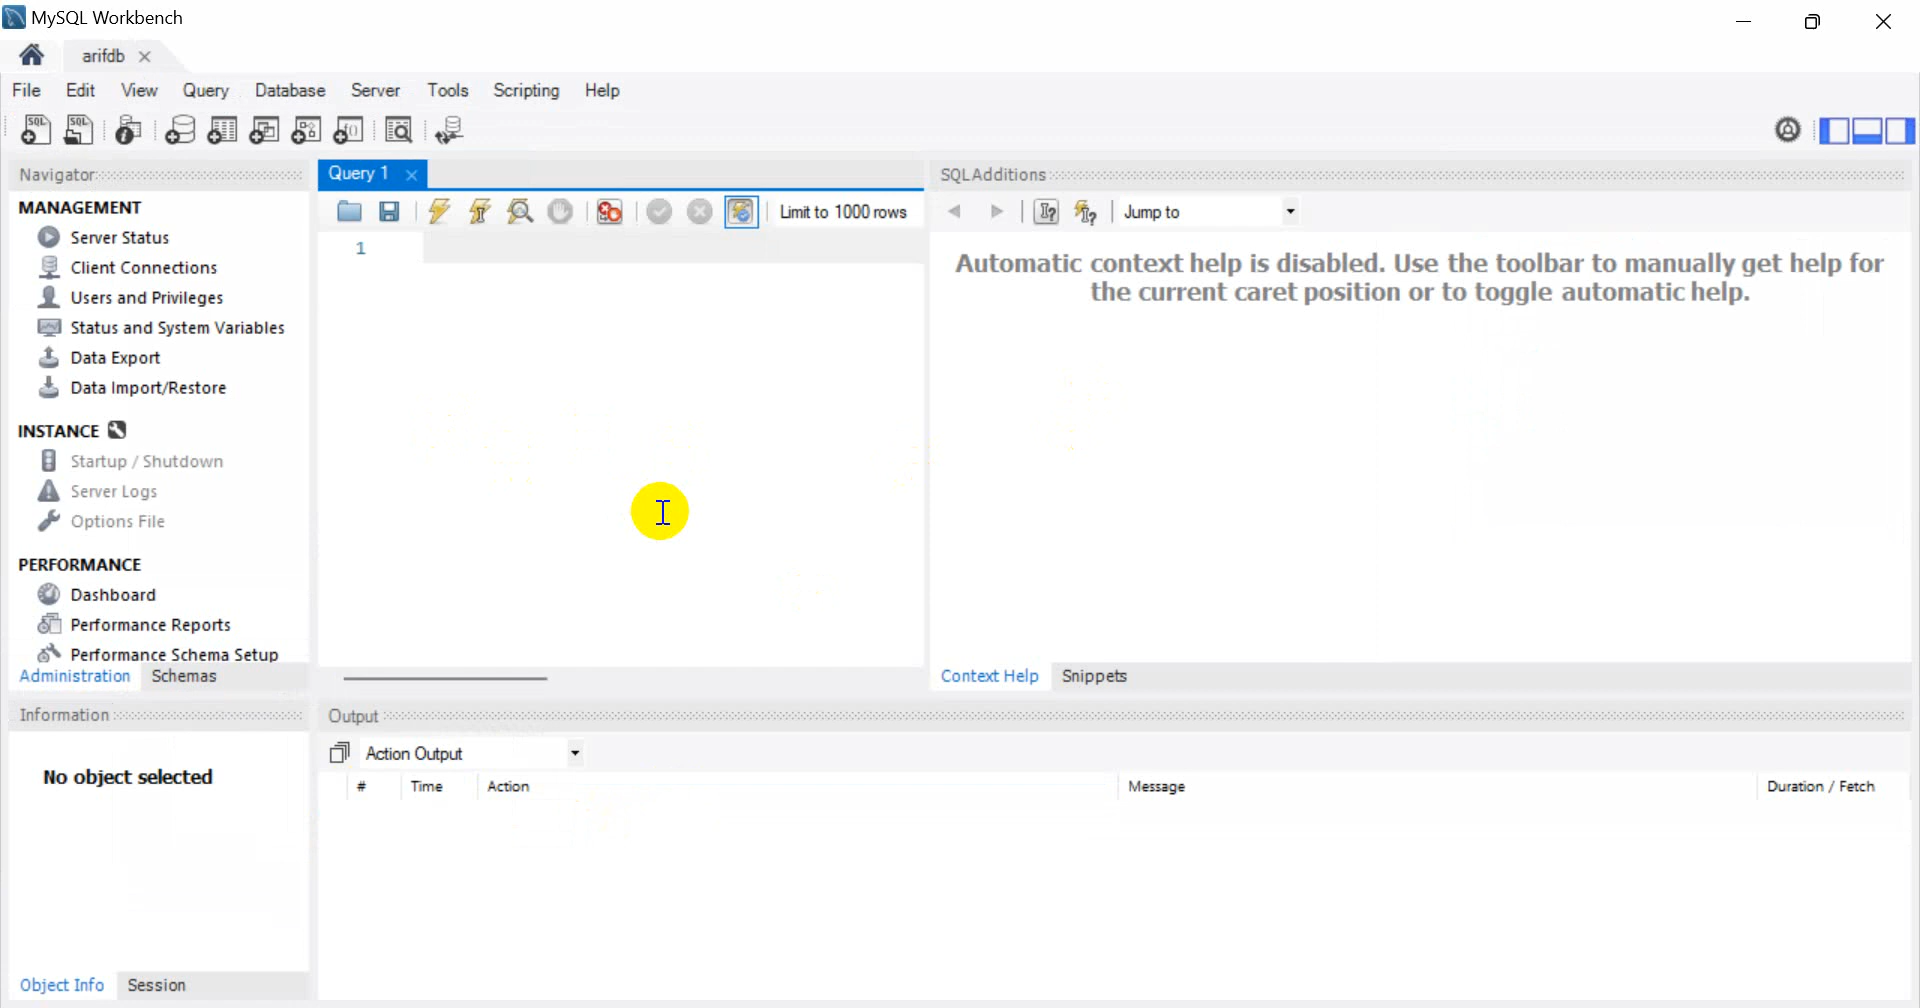 MySQL Workbench
arifdb
File Edit View Query Database Server Tools Scripting Help
SQL SQL
Navigator
MANAGEMENT
Server Status
Client Connections
Users and Privileges
Status and System Variables
Data Export
Data Import/Restore
INSTANCE
Startup / Shutdown
Server Logs
Options File
PERFORMANCE
Dashboard
Performance Reports
Performance Schema Setup
Administration Schemas
Query 1
Limit to 1000 rows
1
SQLAdditions
Jump to
Automatic context help is disabled. Use the toolbar to manually get help for
the current caret position or to toggle automatic help.
Context Help Snippets
Information
No object selected
Object Info Session
Output
Action Output
# Time Action Message Duration / Fetch